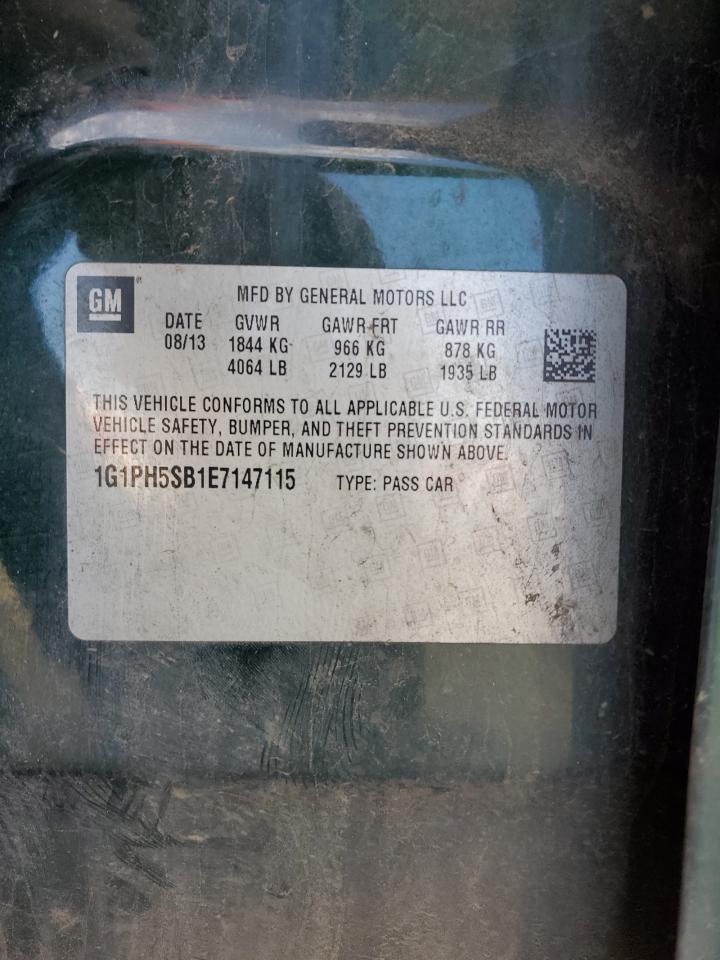 GM
MFD BY GENERAL MOTORS LLC
DATE GVWR GAWR FRT GAWR RR
08/13 1844 KG 966 KG 878 KG
4064 LB 2129 LB 1935 LB
THIS VEHICLE CONFORMS TO ALL APPLICABLE U.S. FEDERAL MOTOR
VEHICLE SAFETY, BUMPER, AND THEFT PREVENTION STANDARDS IN
EFFECT ON THE DATE OF MANUFACTURE SHOWN ABOVE.
1G1PH5SB1E7147115 TYPE: PASS CAR